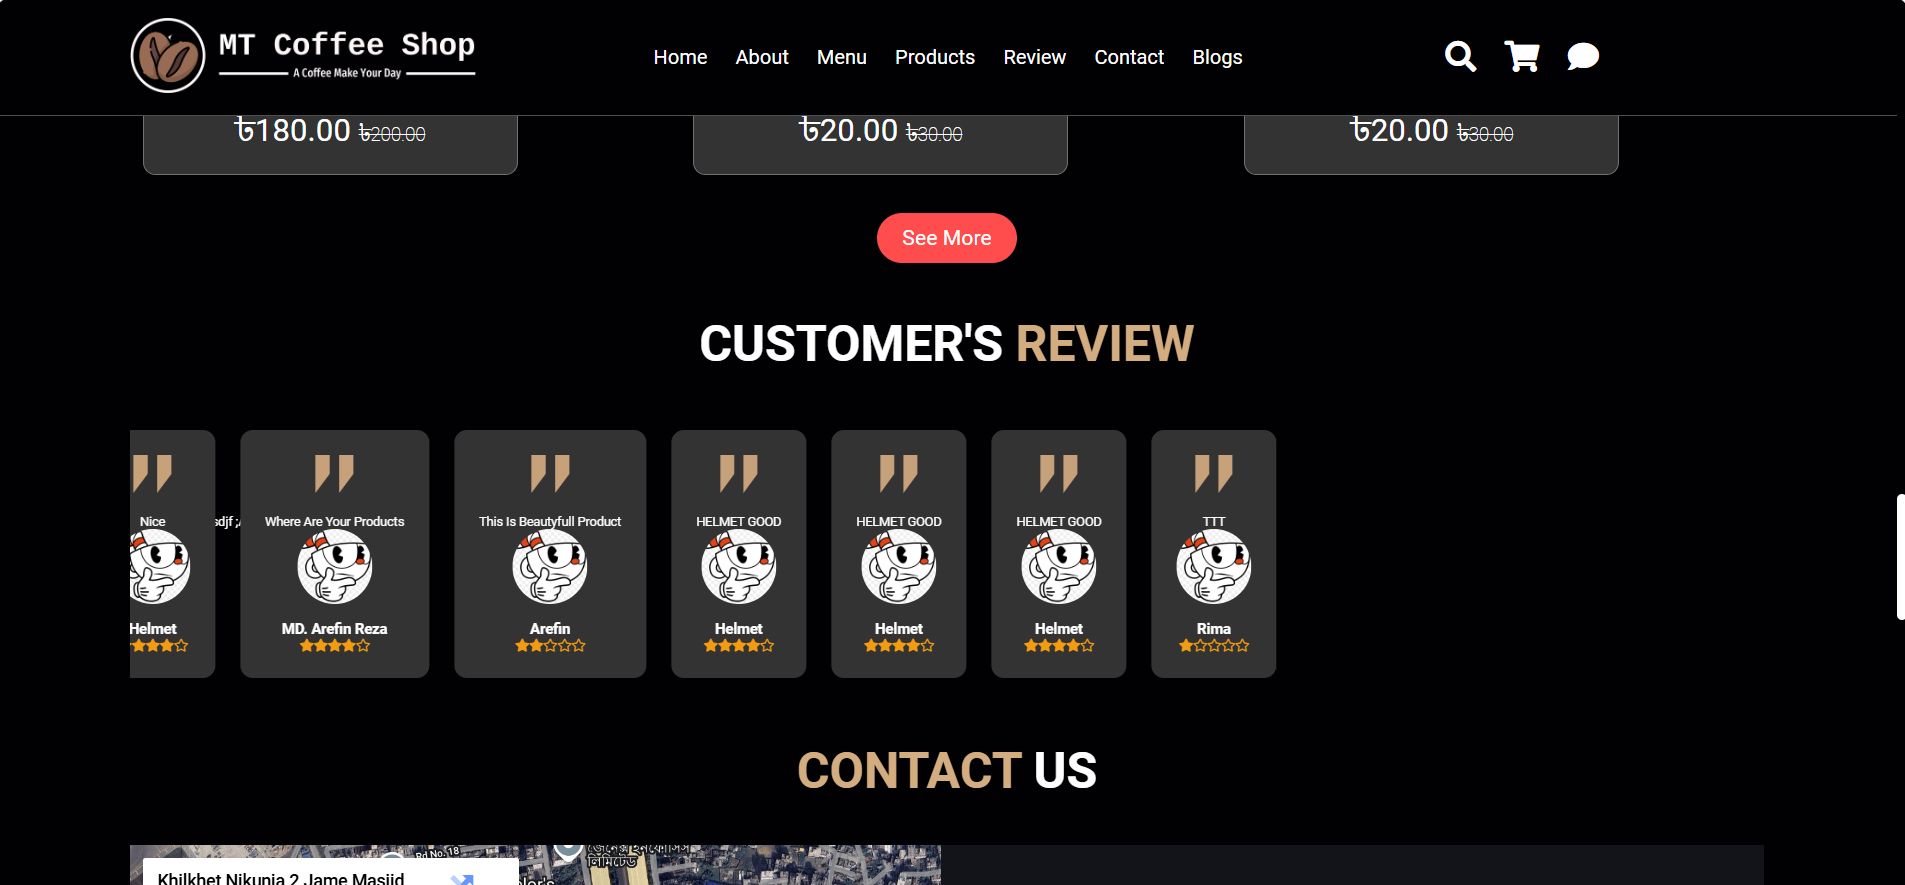 MT Coffee Shop
A Coffee Make Your Day
Home About Menu Products Review Contact Blogs
৳180.00 ৳200.00
৳20.00 ৳30.00
৳20.00 ৳30.00
See More
CUSTOMER'S REVIEW
Nice
Helmet
Where Are Your Products
MD. Arefin Reza
This Is Beautyfull Product
Arefin
HELMET GOOD
Helmet
HELMET GOOD
Helmet
HELMET GOOD
Helmet
TTT
Rima
CONTACT US
Rd No. 18
লিমিটেড
Khilkhet Nikunja 2 Jame Masjid